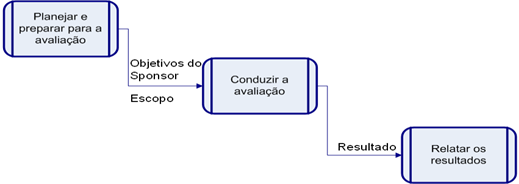 Planejar e
preparar para a
avaliação
Objetivos do
Sponsor
Escopo
Conduzir a
avaliação
Resultado
Relatar os
resultados